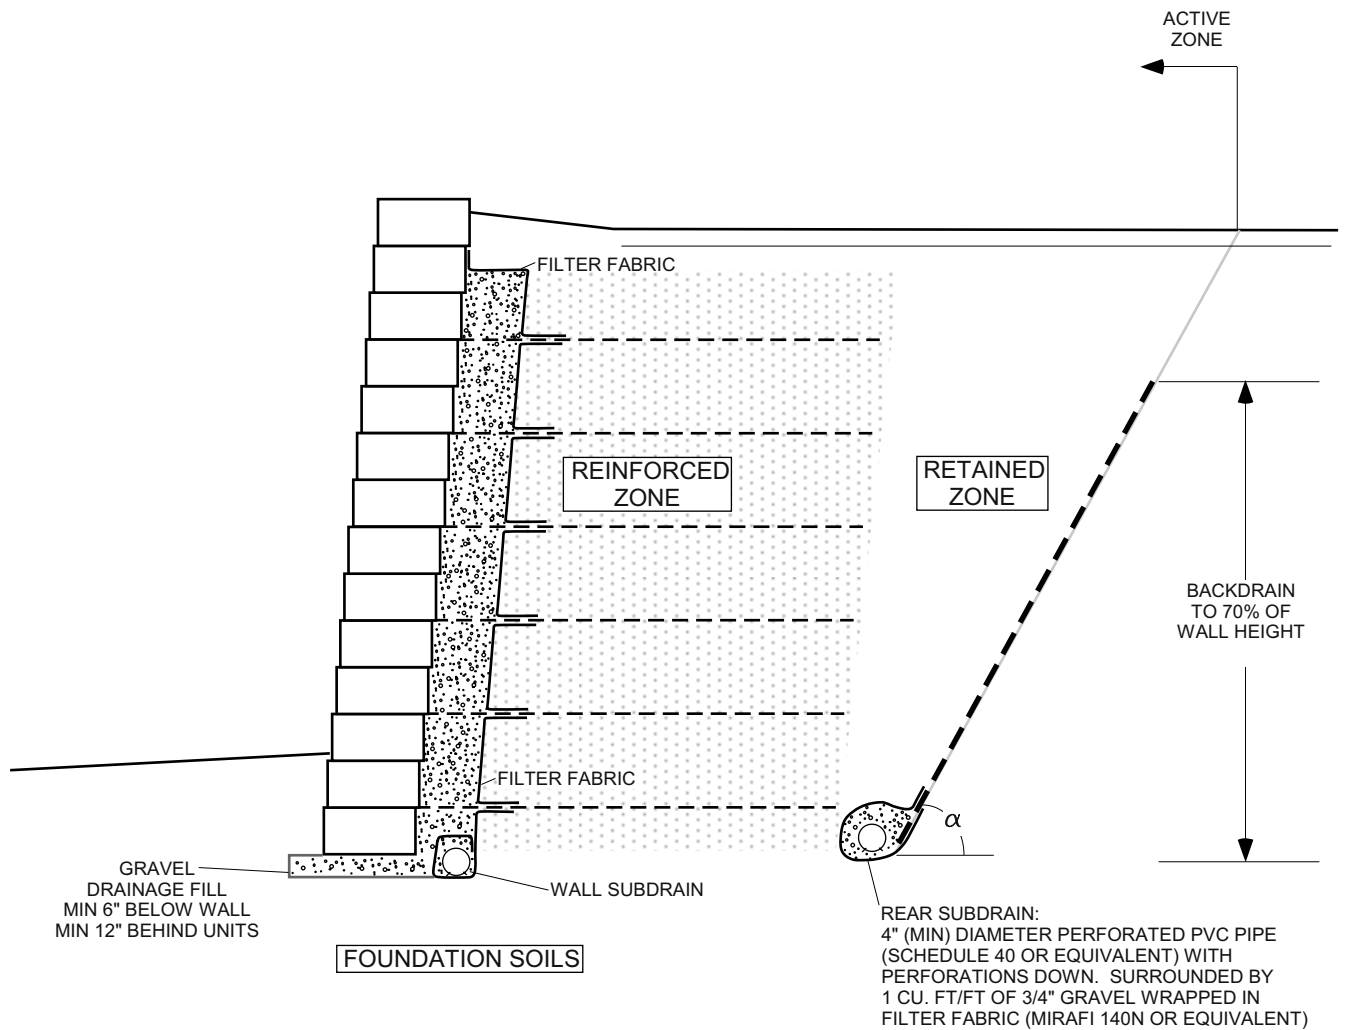 ACTIVE
ZONE
FILTER FABRIC
REINFORCED
ZONE
RETAINED
ZONE
BACKDRAIN
TO 70% OF
WALL HEIGHT
FILTER FABRIC
α
GRAVEL
DRAINAGE FILL
MIN 6" BELOW WALL
MIN 12" BEHIND UNITS
WALL SUBDRAIN
REAR SUBDRAIN:
4" (MIN) DIAMETER PERFORATED PVC PIPE
(SCHEDULE 40 OR EQUIVALENT) WITH
PERFORATIONS DOWN. SURROUNDED BY
1 CU. FT/FT OF 3/4" GRAVEL WRAPPED IN
FILTER FABRIC (MIRAFI 140N OR EQUIVALENT)
FOUNDATION SOILS